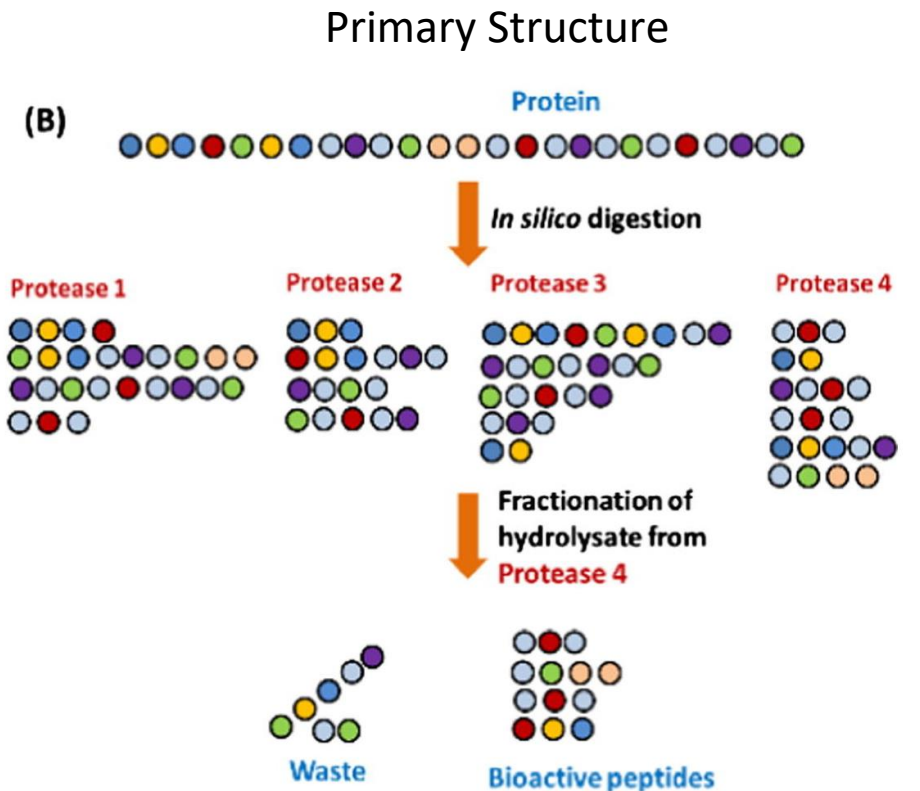 Primary Structure
(B)
Protein
In silico digestion
Protease 1
Protease 2
Protease 3
Protease 4
Fractionation of
hydrolysate from
Protease 4
Waste
Bioactive peptides